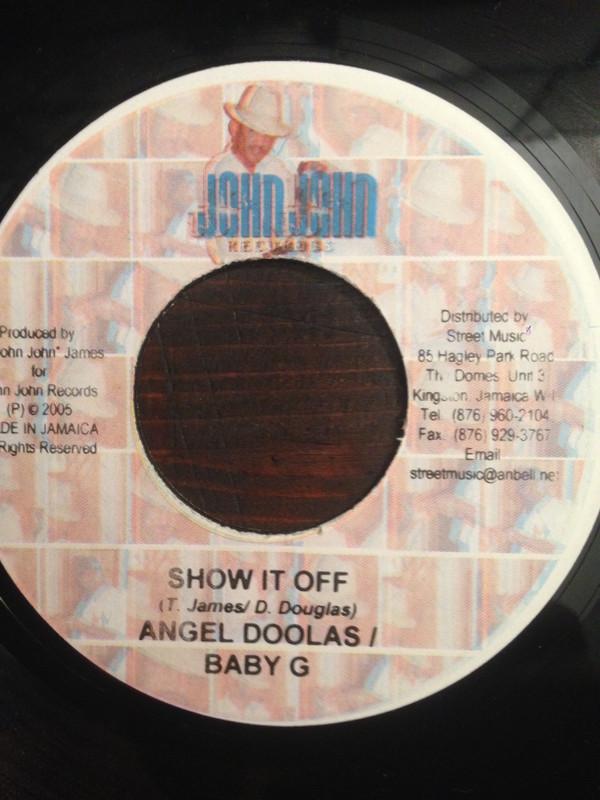 JOHN JOHN
RECORDS
Produced by
ohn John" James
for
n John Records
(P) © 2005
DE IN JAMAICA
Rights Reserved
Distributed by
Street Music
85 Hagley Park Road
Domes Unit 3
Kingston Jamaica W I
Tel. (876) 960-2104
Fax. (876) 929-3767
Email
streetmusic@anbell.net
SHOW IT OFF
(T. James/ D. Douglas)
ANGEL DOOLAS /
BABY G